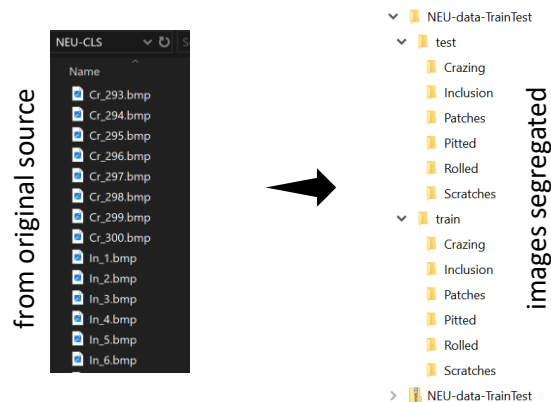 from original source
NEU-CLS
Name
Cr_293.bmp
Cr_294.bmp
Cr_295.bmp
Cr_296.bmp
Cr_297.bmp
Cr_298.bmp
Cr_299.bmp
Cr_300.bmp
In_1.bmp
In_2.bmp
In_3.bmp
In_4.bmp
In_5.bmp
In_6.bmp
NEU-data-TrainTest
test
Crazing
Inclusion
Patches
Pitted
Rolled
Scratches
train
Crazing
Inclusion
Patches
Pitted
Rolled
Scratches
NEU-data-TrainTest
images segregated